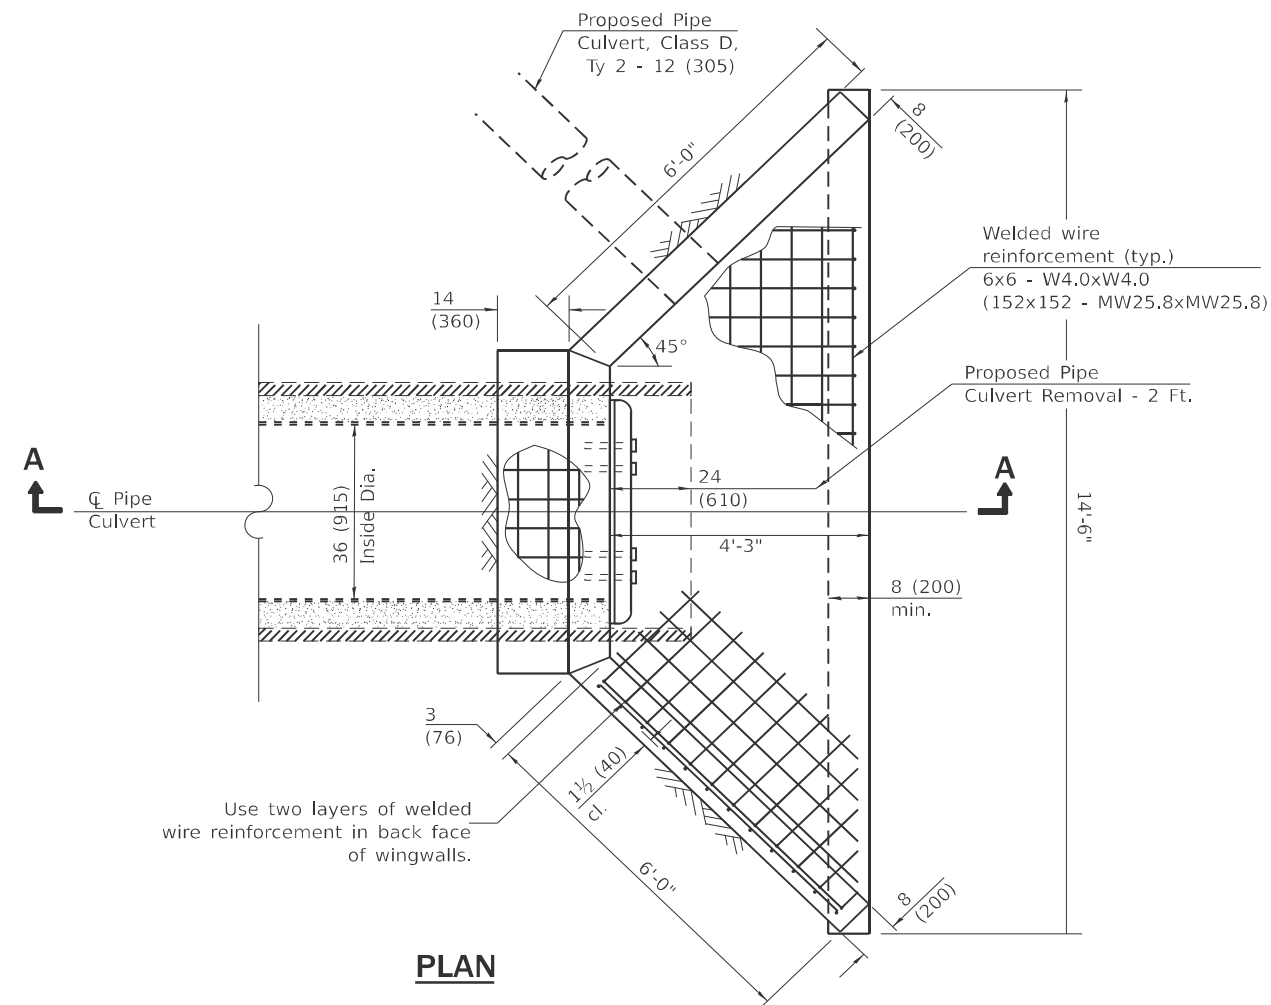 Proposed Pipe
Culvert, Class D,
Ty 2 - 12 (305)
8
(200)
6'-0"
Welded wire
reinforcement (typ.)
6x6 - W4.0xW4.0
(152x152 - MW25.8xMW25.8)
14
(360)
45°
Proposed Pipe
Culvert Removal - 2 Ft.
A
℄ Pipe
Culvert
36 (915)
Inside Dia.
24
(610)
A
4'-3"
14'-6"
8 (200)
min.
3
(76)
1½ (40)
cl.
Use two layers of welded
wire reinforcement in back face
of wingwalls.
6'-0"
8
(200)
PLAN